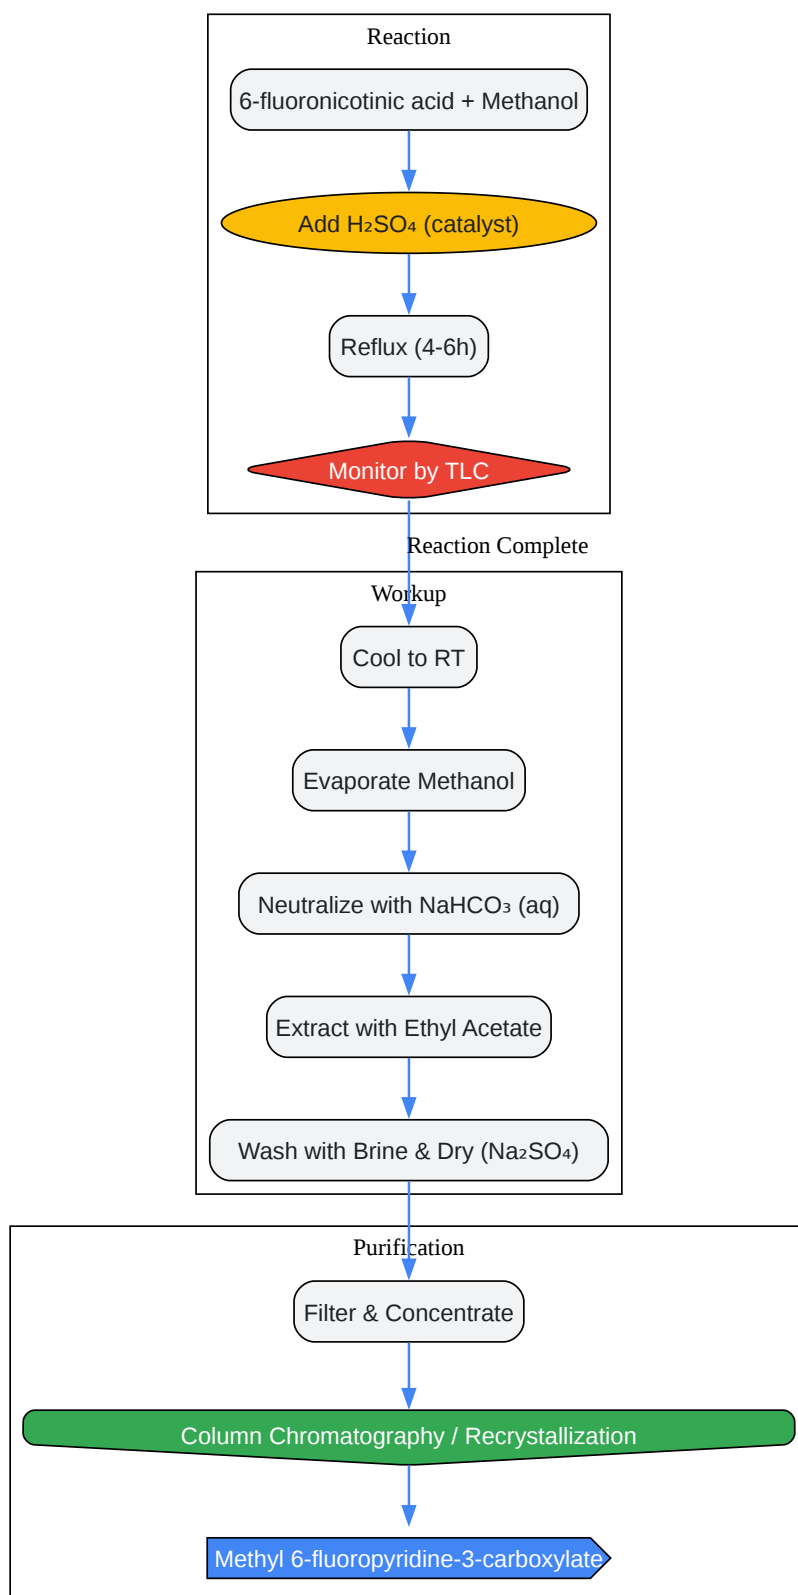 Reaction
6-fluoronicotinic acid + Methanol
Add H₂SO₄ (catalyst)
Reflux (4-6h)
Monitor by TLC
Reaction Complete
Workup
Cool to RT
Evaporate Methanol
Neutralize with NaHCO₃ (aq)
Extract with Ethyl Acetate
Wash with Brine & Dry (Na₂SO₄)
Purification
Filter & Concentrate
Column Chromatography / Recrystallization
Methyl 6-fluoropyridine-3-carboxylate